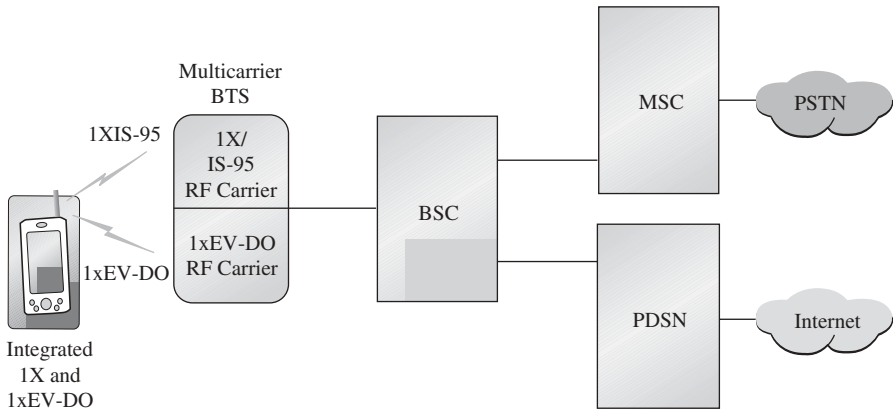 Multicarrier
BTS
1XIS-95
1X/
IS-95
RF Carrier
1xEV-DO
RF Carrier
1xEV-DO
Integrated
1X and
1xEV-DO
BSC
MSC
PSTN
PDSN
Internet